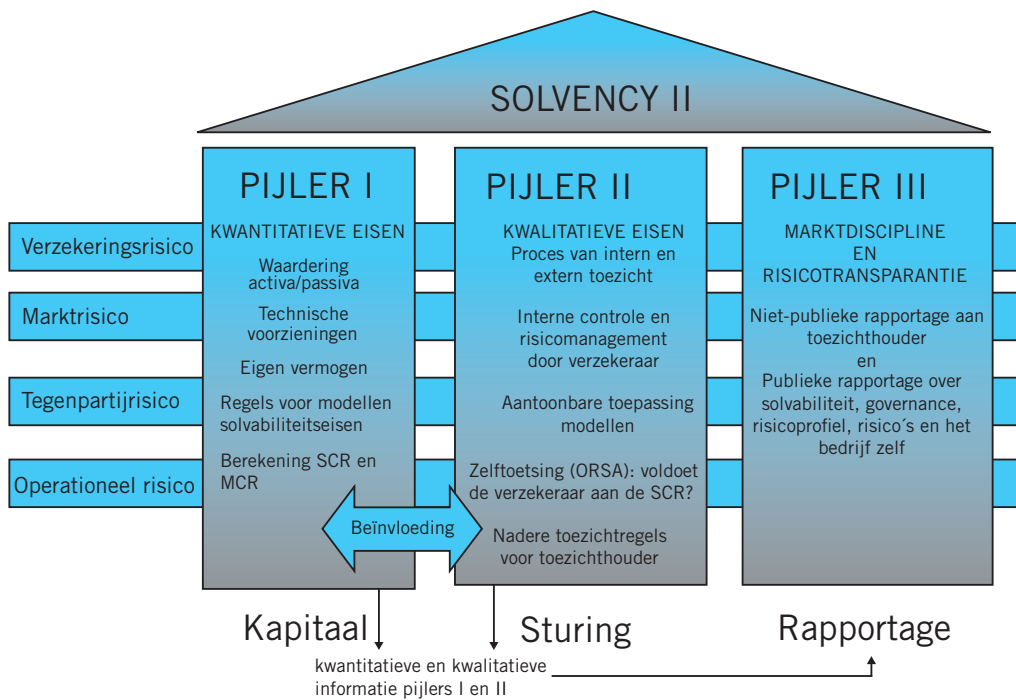 SOLVENCY II
Verzekeringsrisico
Marktrisico
Tegenpartijrisico
Operationeel risico
PIJLER I
KWANTITATIEVE EISEN
Waardering
activa/passiva
Technische
voorzieningen
Eigen vermogen
Regels voor modellen
solvabiliteitseisen
Berekening SCR en
MCR
Beïnvloeding
PIJLER II
KWALITATIEVE EISEN
Proces van intern en
extern toezicht
Interne controle en
risicomanagement
door verzekeraar
Aantoonbare toepassing
modellen
Zelftoetsing (ORSA): voldoet
de verzekeraar aan de SCR?
Nadere toezichtregels
voor toezichthouder
PIJLER III
MARKTDISCIPLINE
EN
RISICOTRANSPARANTIE
Niet-publieke rapportage aan
toezichthouder
en
Publieke rapportage over
solvabiliteit, governance,
risicoprofiel, risico´s en het
bedrijf zelf
Kapitaal
Sturing
Rapportage
kwantitatieve en kwalitatieve
informatie pijlers I en II